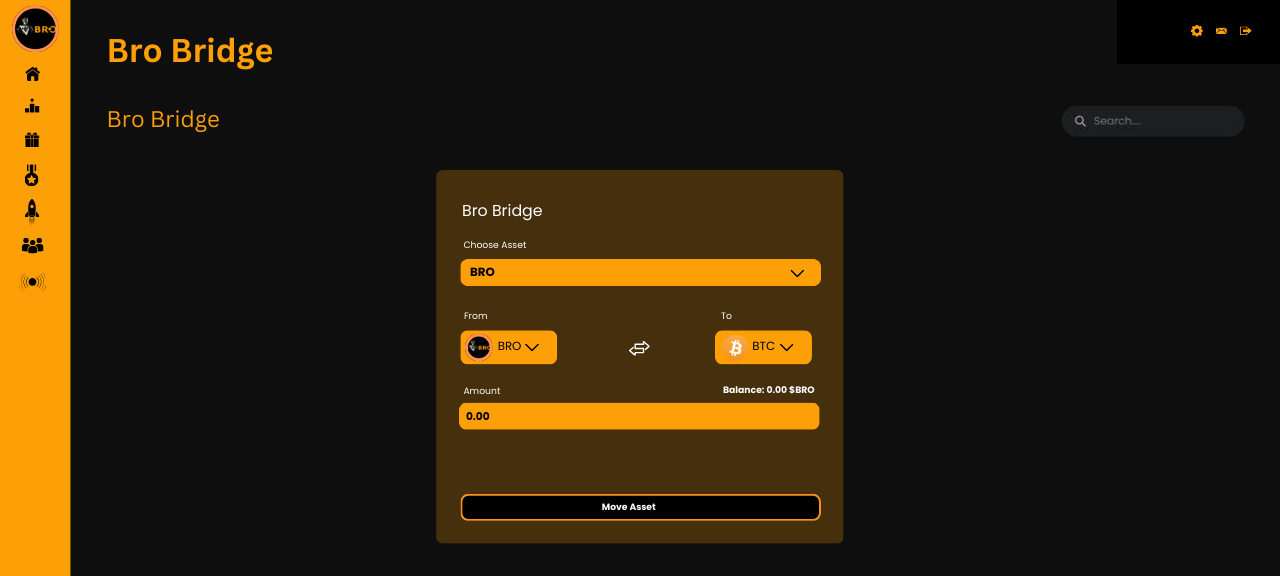 BRO
Bro Bridge
Bro Bridge
Search....
Bro Bridge
Choose Asset
BRO
From To
BRO BTC
Amount Balance: 0.00 $BRO
0.00
Move Asset